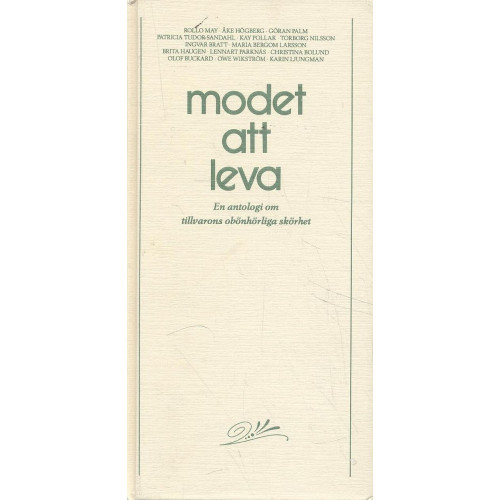 ROLLO MAY · ÅKE HÖGBERG · GÖRAN PALM
PATRICIA TUDOR-SANDAHL · KAY POLLAK · TORBORG NILSSON
INGVAR BRATT · MARIA BERGOM LARSSON
BRITA HAUGEN · LENNART PARKNÄS · CHRISTINA BOLUND
OLOF BUCKARD · OWE WIKSTRÖM · KARIN LJUNGMAN
modet
att
leva
En antologi om
tillvarons obönhörliga skörhet